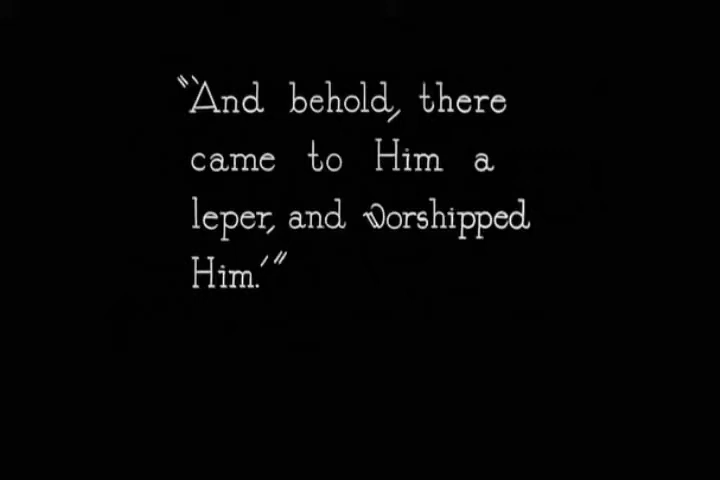 "'And behold, there
came to Him a
leper, and worshipped
Him.'"